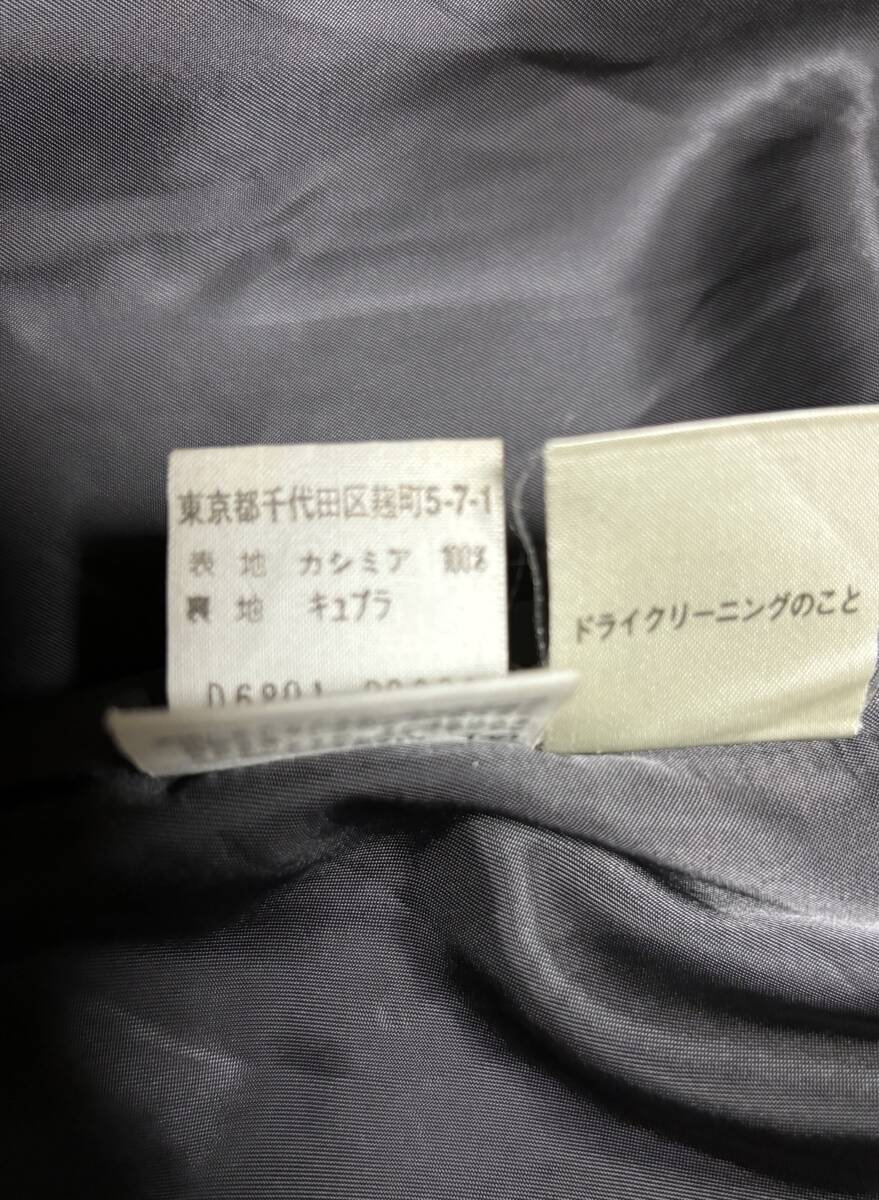 東京都千代田区麹町5-7-1
表地 カシミア 100%
裏地 キュプラ
D6801
ドライクリーニングのこと